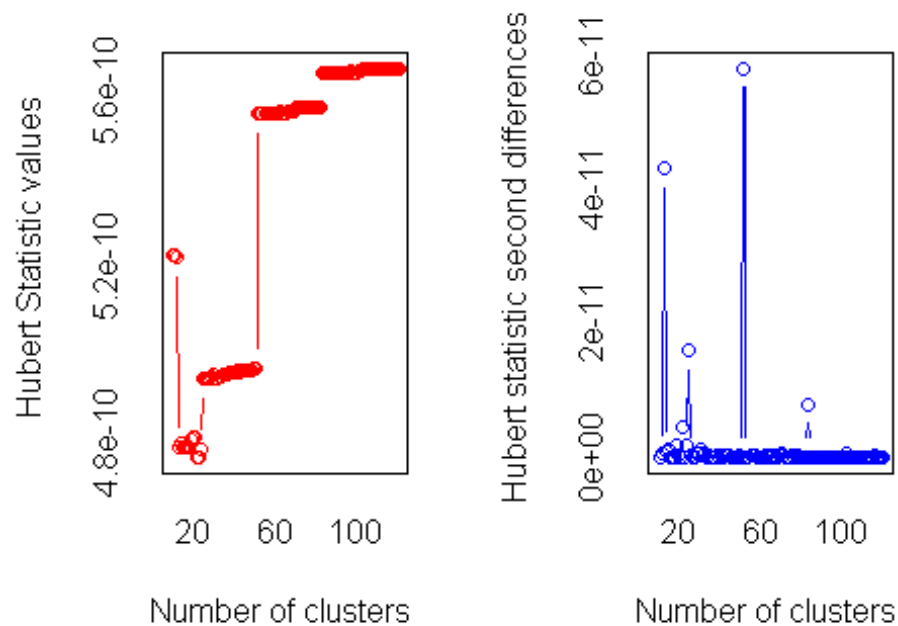 Hubert Statistic values
5.6e-10
5.2e-10
4.8e-10
20 60 100
Number of clusters
Hubert statistic second differences
6e-11
4e-11
2e-11
0e+00
20 60 100
Number of clusters